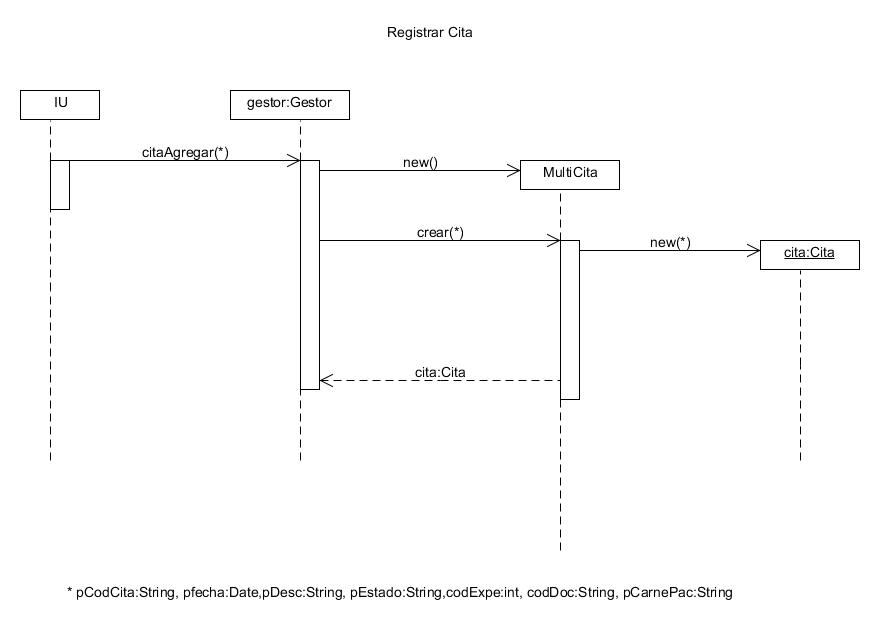 Registrar Cita
IU
gestor:Gestor
citaAgregar(*)
new()
MultiCita
crear(*)
new(*)
cita:Cita
cita:Cita
* pCodCita:String, pfecha:Date,pDesc:String, pEstado:String,codExpe:int, codDoc:String, pCarnePac:String